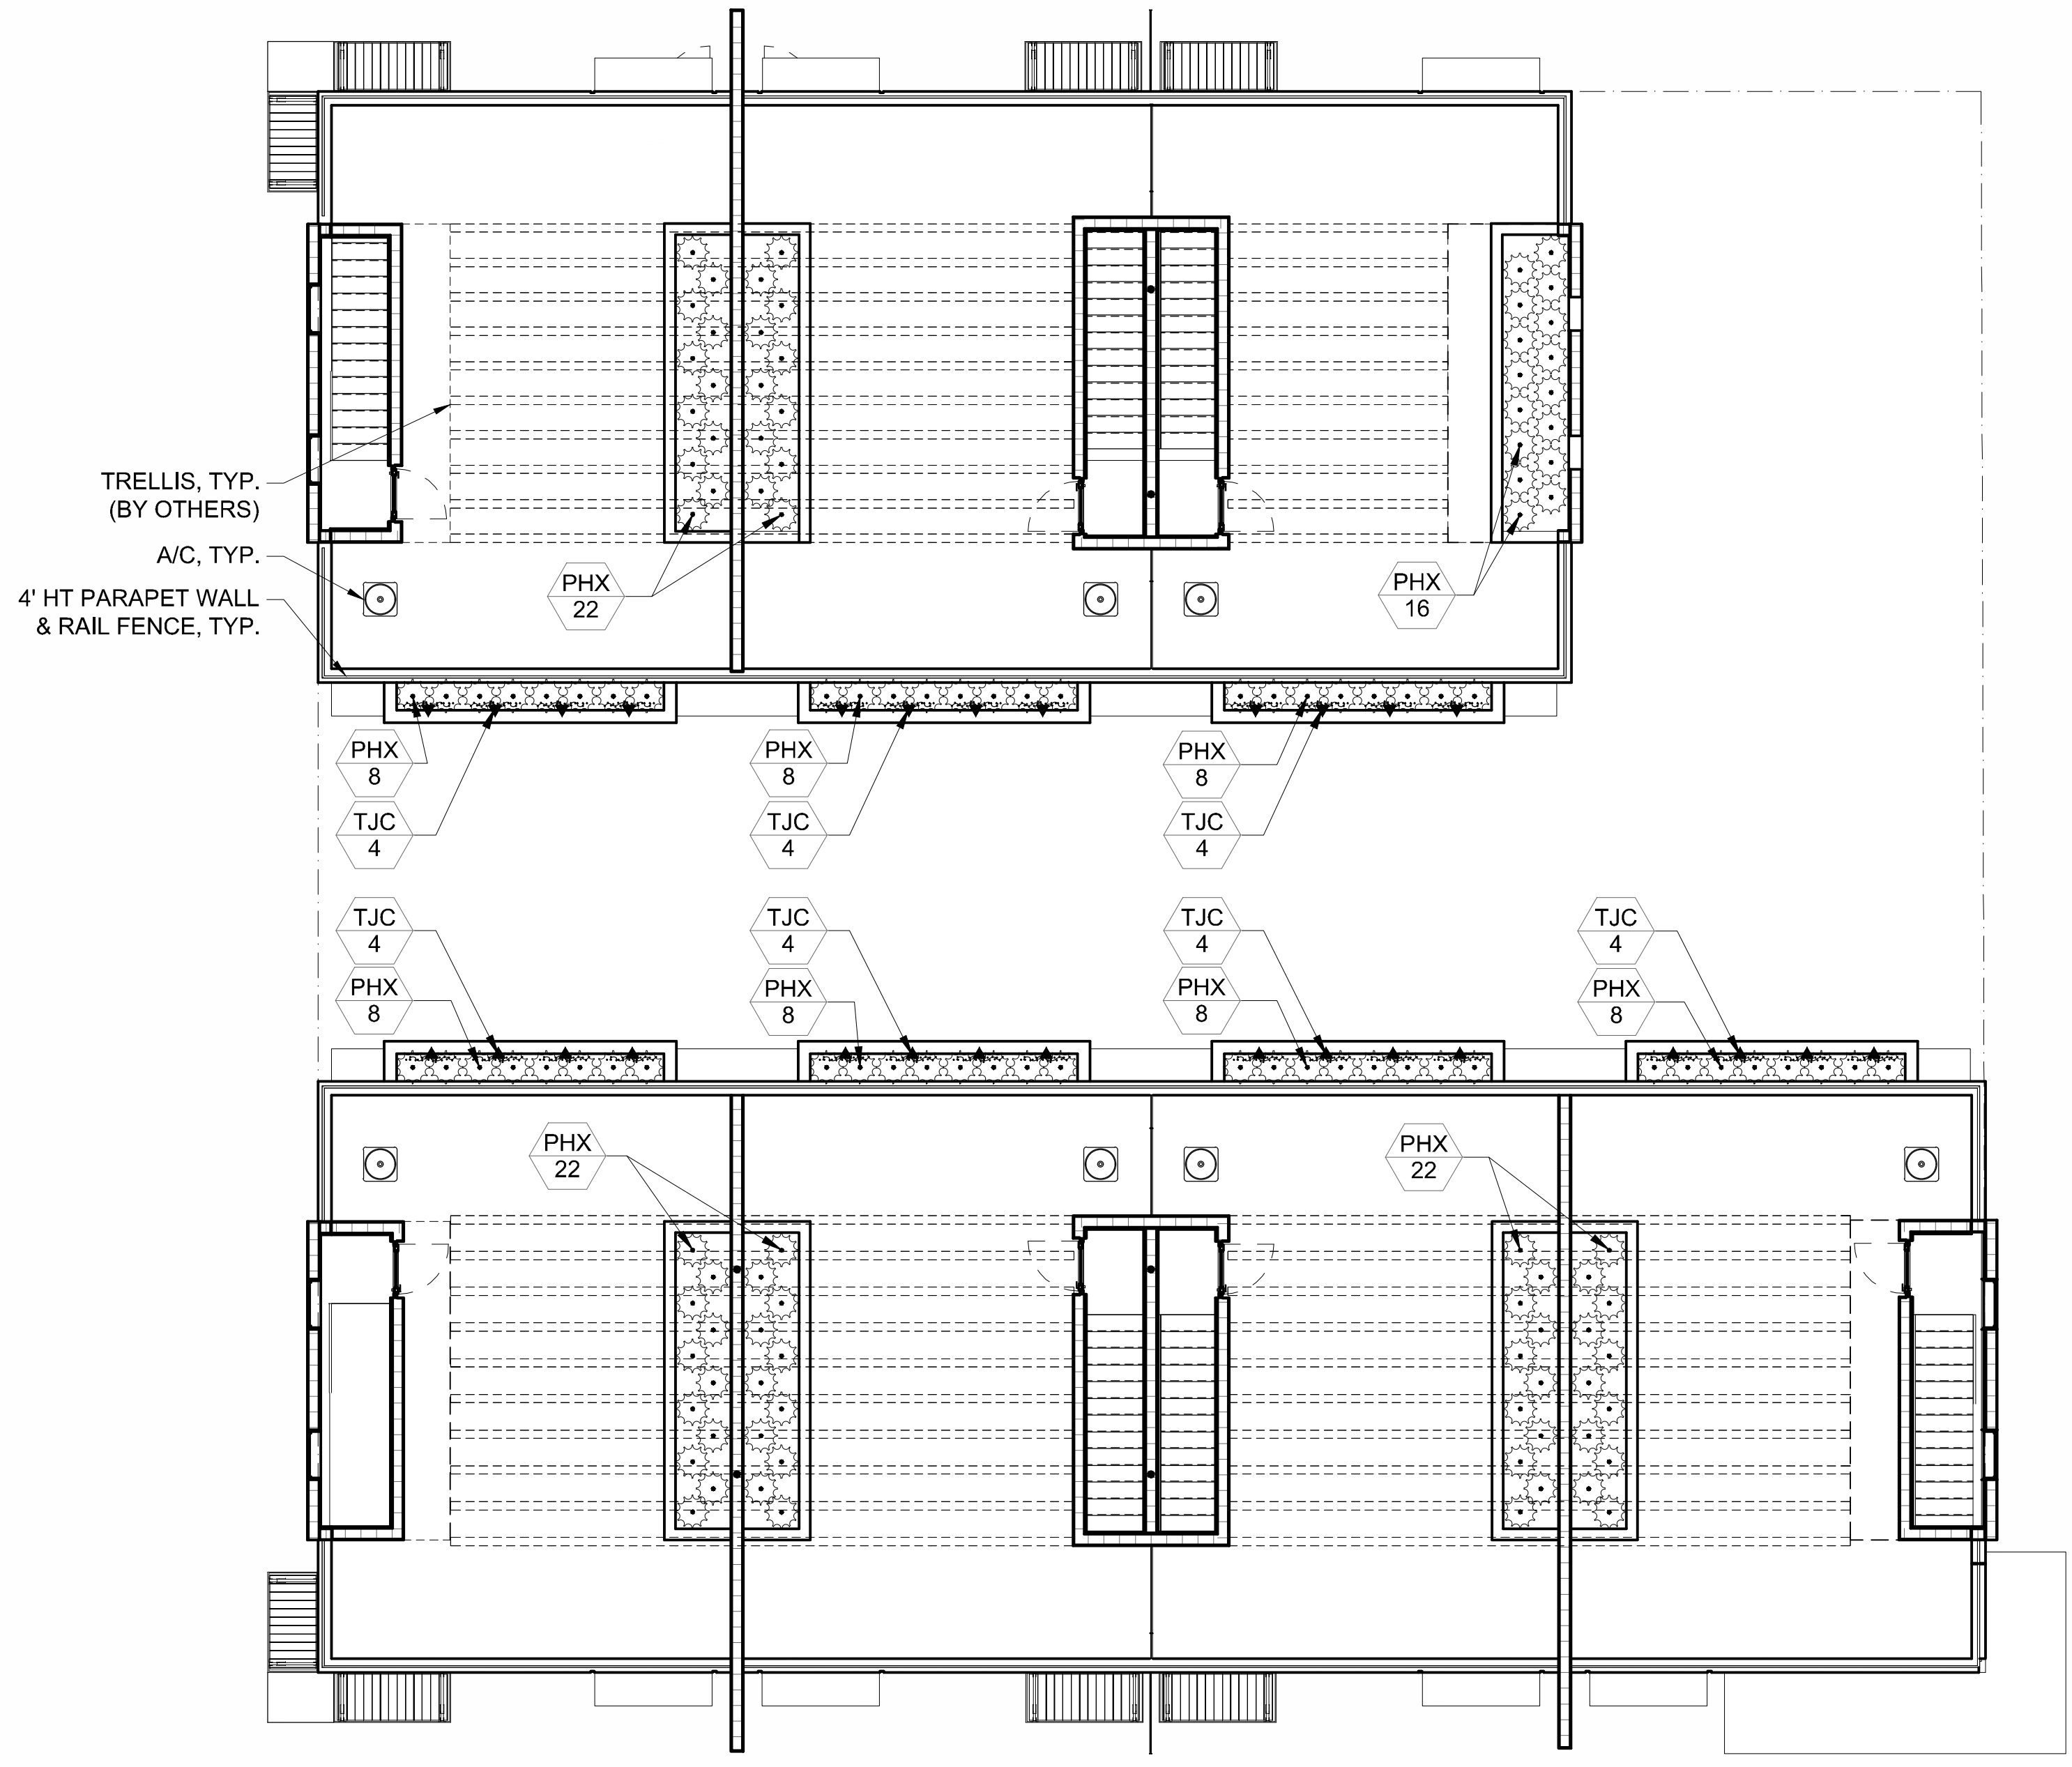 TRELLIS, TYP.
(BY OTHERS)
A/C, TYP.
4' HT PARAPET WALL
& RAIL FENCE, TYP.
PHX
22
PHX
16
PHX
8
PHX
8
PHX
8
TJC
4
TJC
4
TJC
4
TJC
4
TJC
4
TJC
4
TJC
4
PHX
8
PHX
8
PHX
8
PHX
8
PHX
22
PHX
22